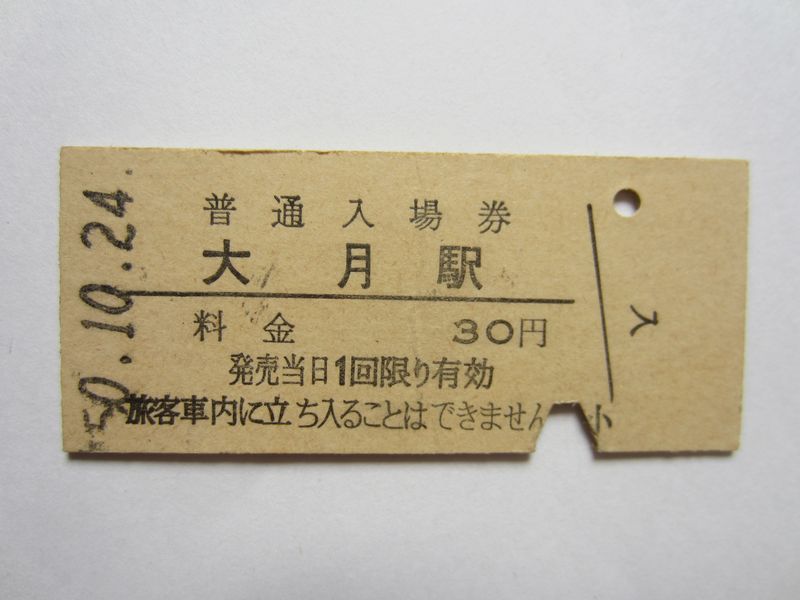 50.10.24.
普通入場券
大月駅
料金 30円
発売当日1回限り有効
旅客車内に立ち入ることはできません
小
入